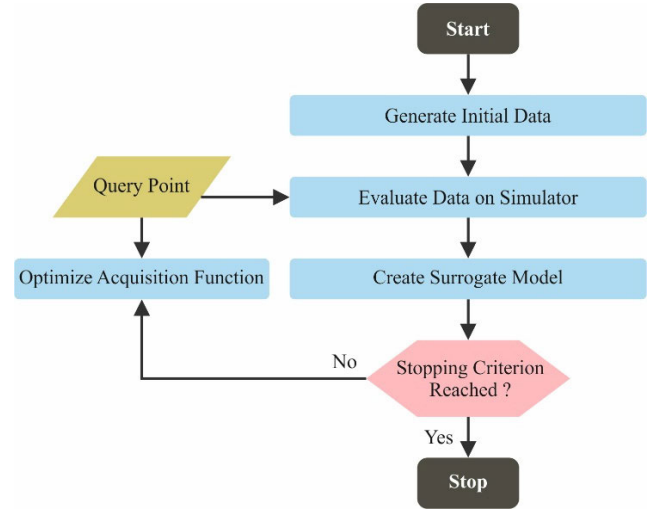 Start
Generate Initial Data
Query Point
Evaluate Data on Simulator
Optimize Acquisition Function
Create Surrogate Model
No
Stopping Criterion
Reached ?
Yes
Stop